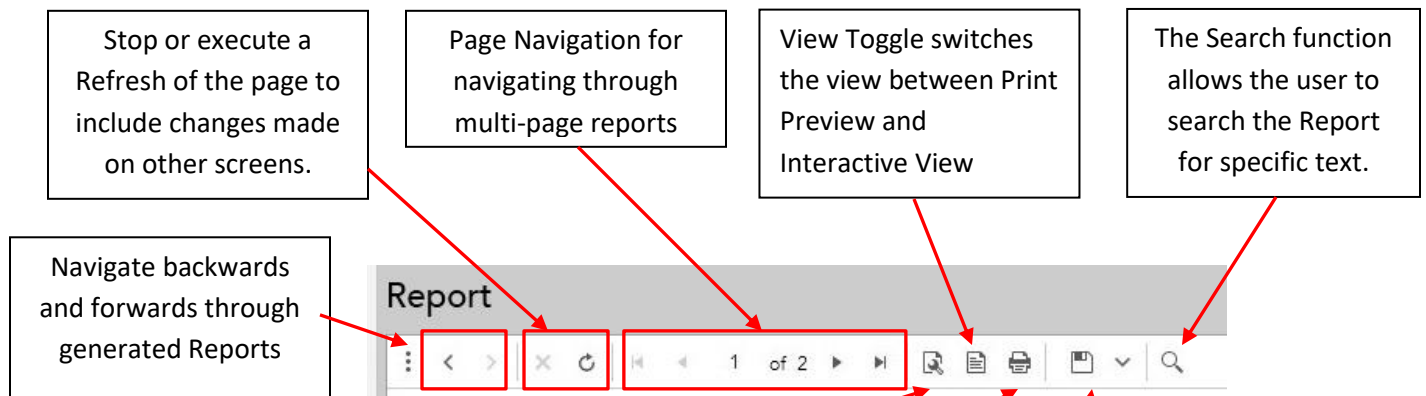 Stop or execute a
Refresh of the page to
include changes made
on other screens.
Page Navigation for
navigating through
multi-page reports
View Toggle switches
the view between Print
Preview and
Interactive View
The Search function
allows the user to
search the Report
for specific text.
Navigate backwards
and forwards through
generated Reports
Report
1 of 2